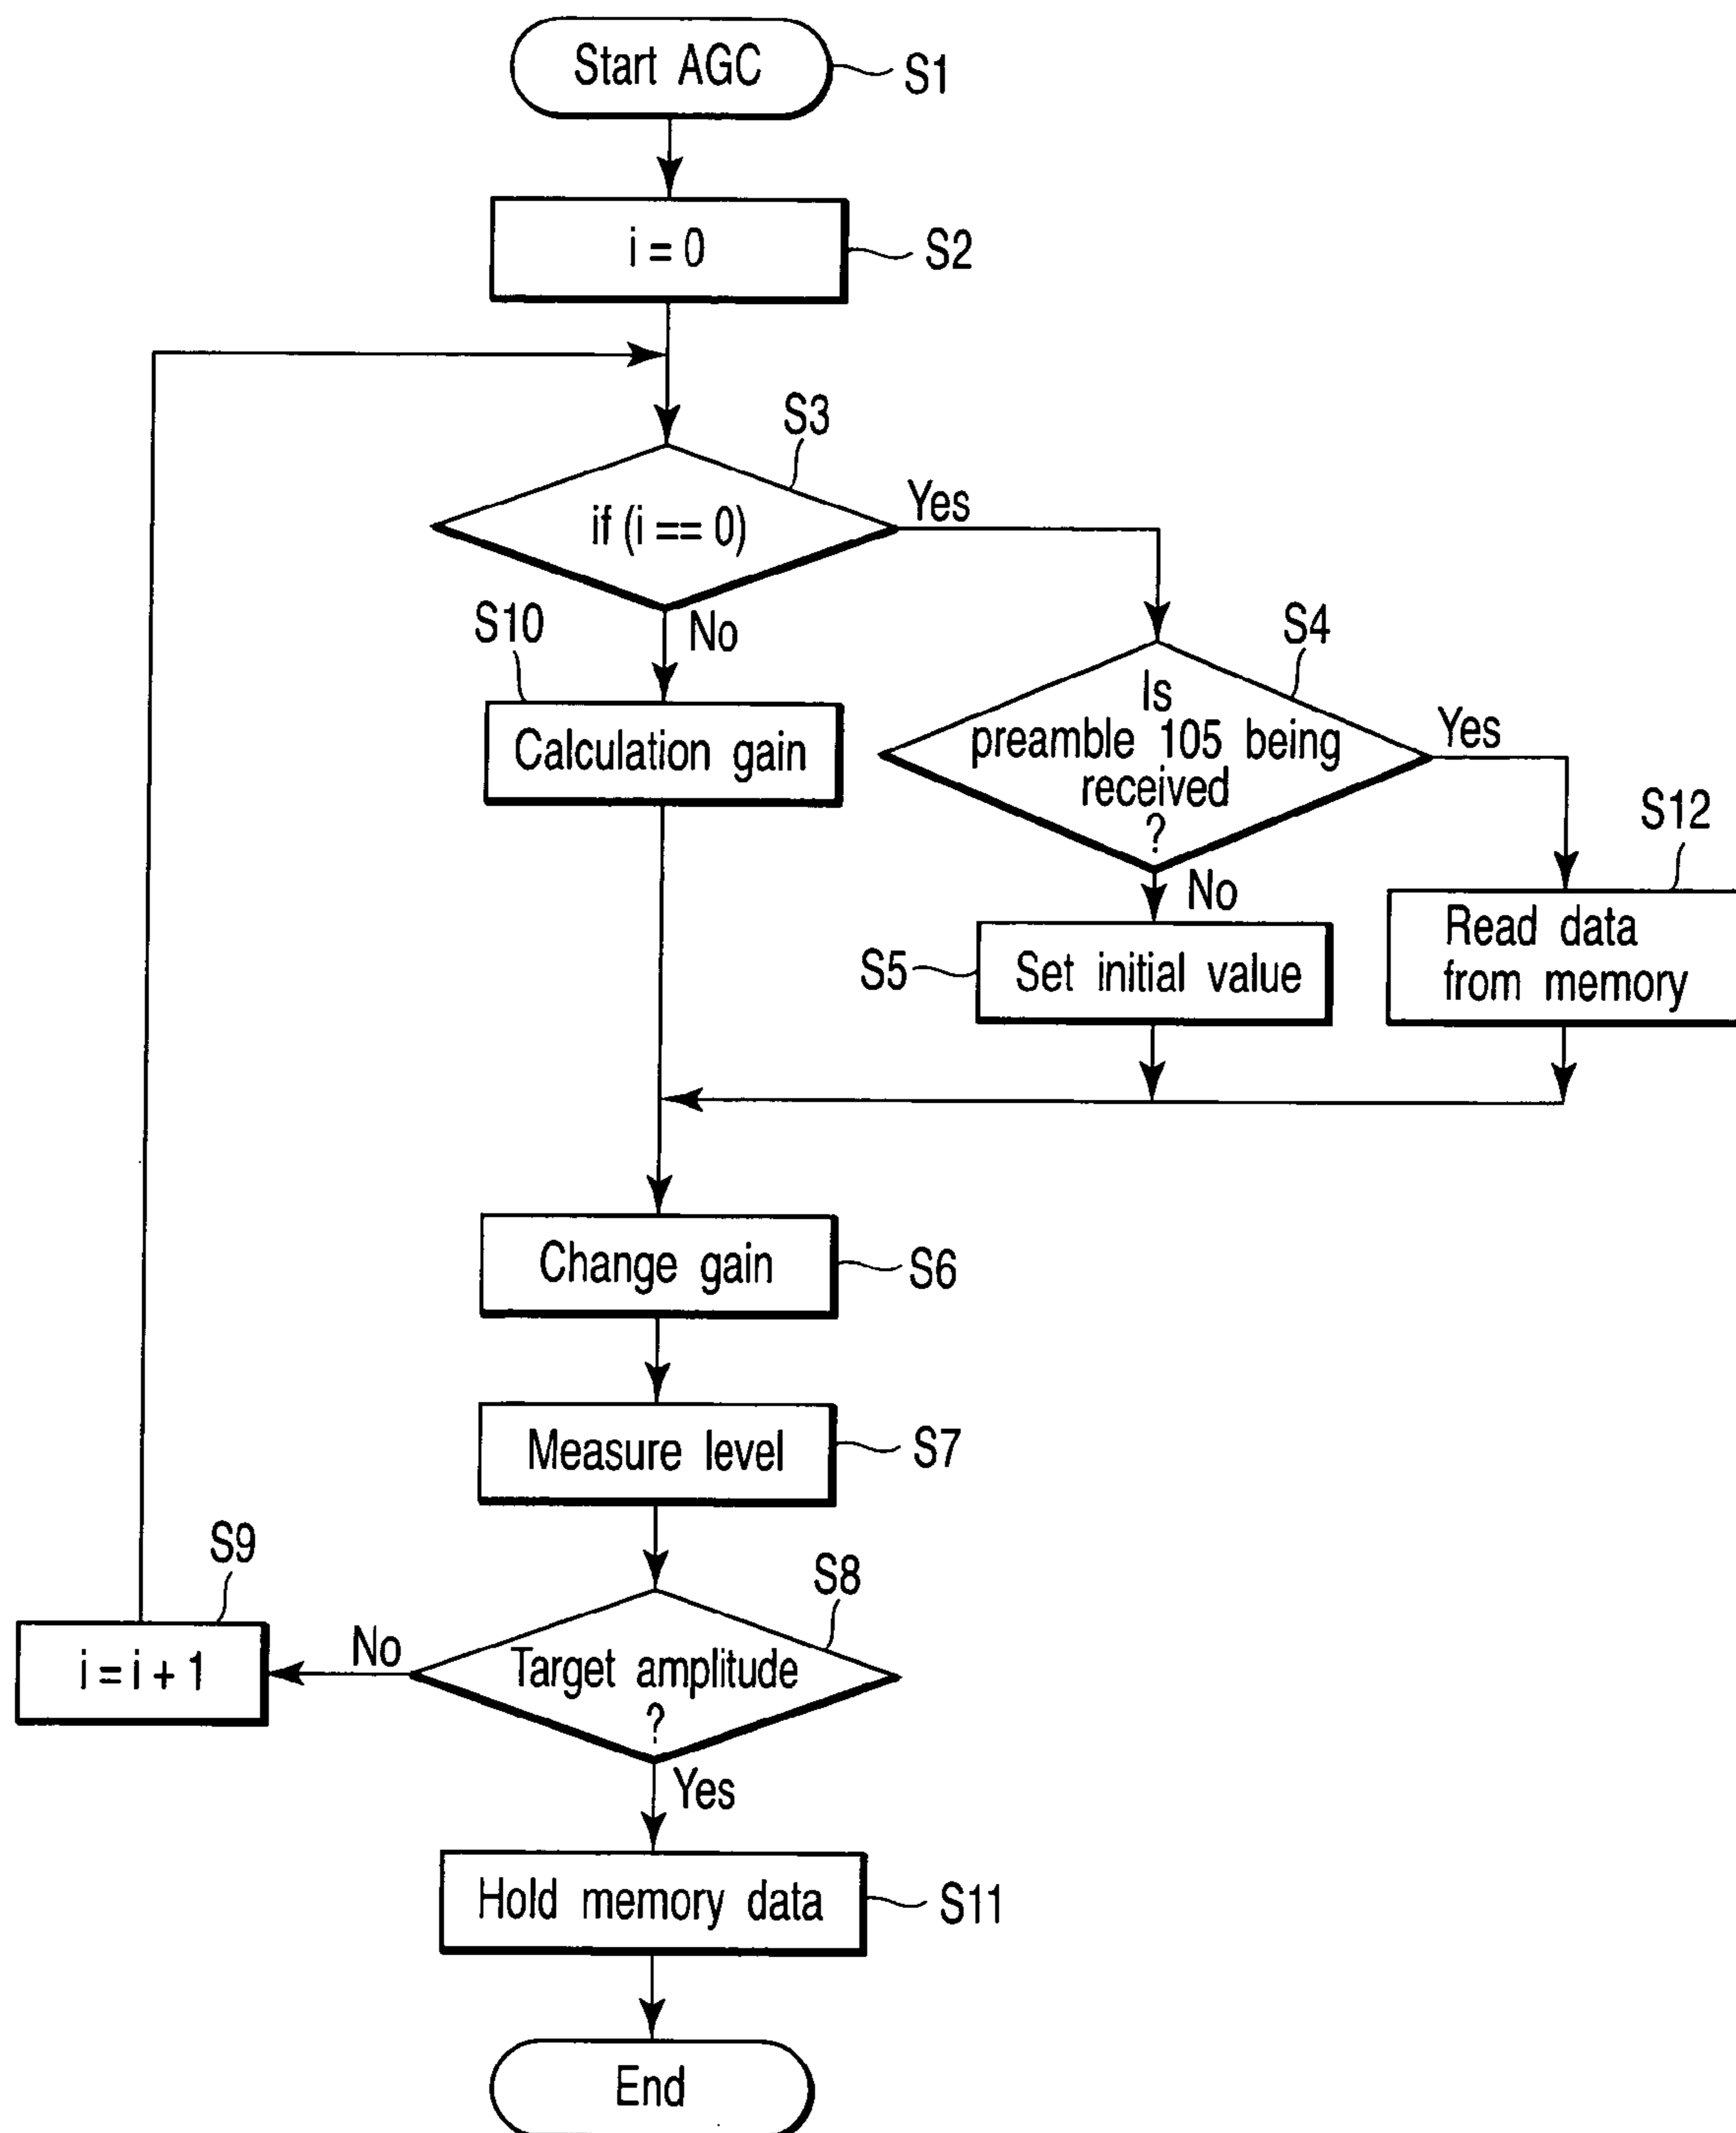 Start AGC
S1
i = 0
S2
S3
if (i == 0)
Yes
No
S10
Calculation gain
S4
Is
preamble 105 being
received
?
Yes
No
S12
Read data
from memory
S5
Set initial value
Change gain
S6
Measure level
S7
S8
Target amplitude
?
No
S9
i = i + 1
Yes
Hold memory data
S11
End